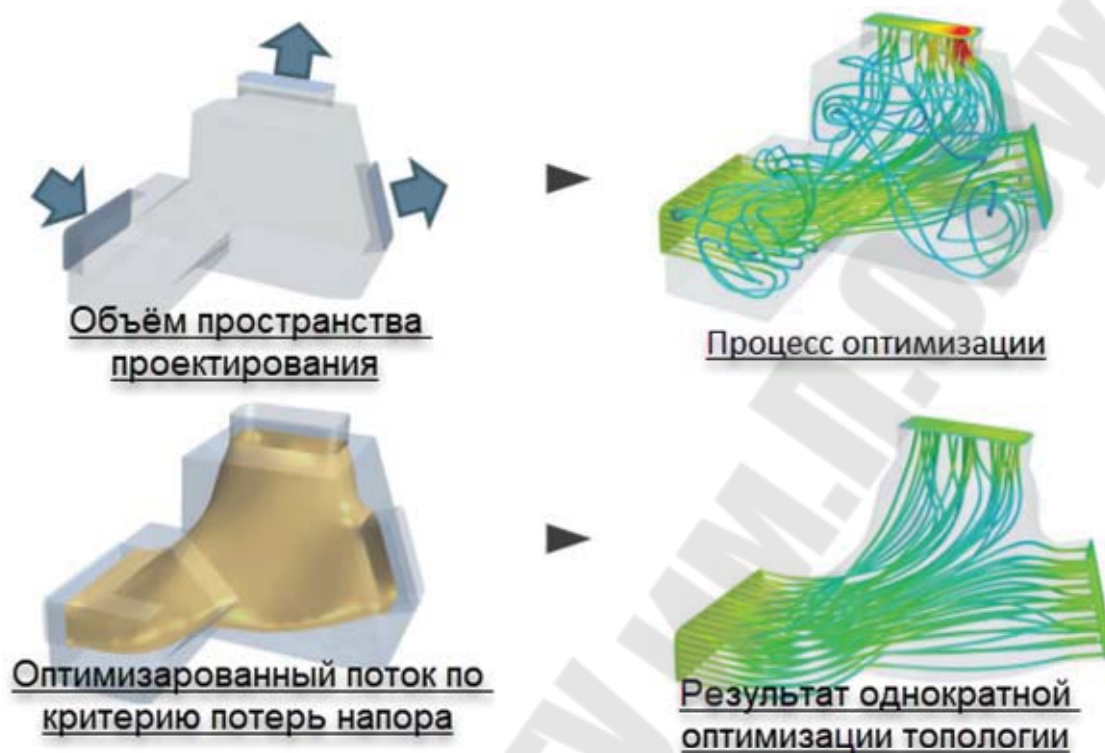 Объём пространства
проектирования
Процесс оптимизации
Оптимизарованный поток по
критерию потерь напора
Результат однократной
оптимизации топологии